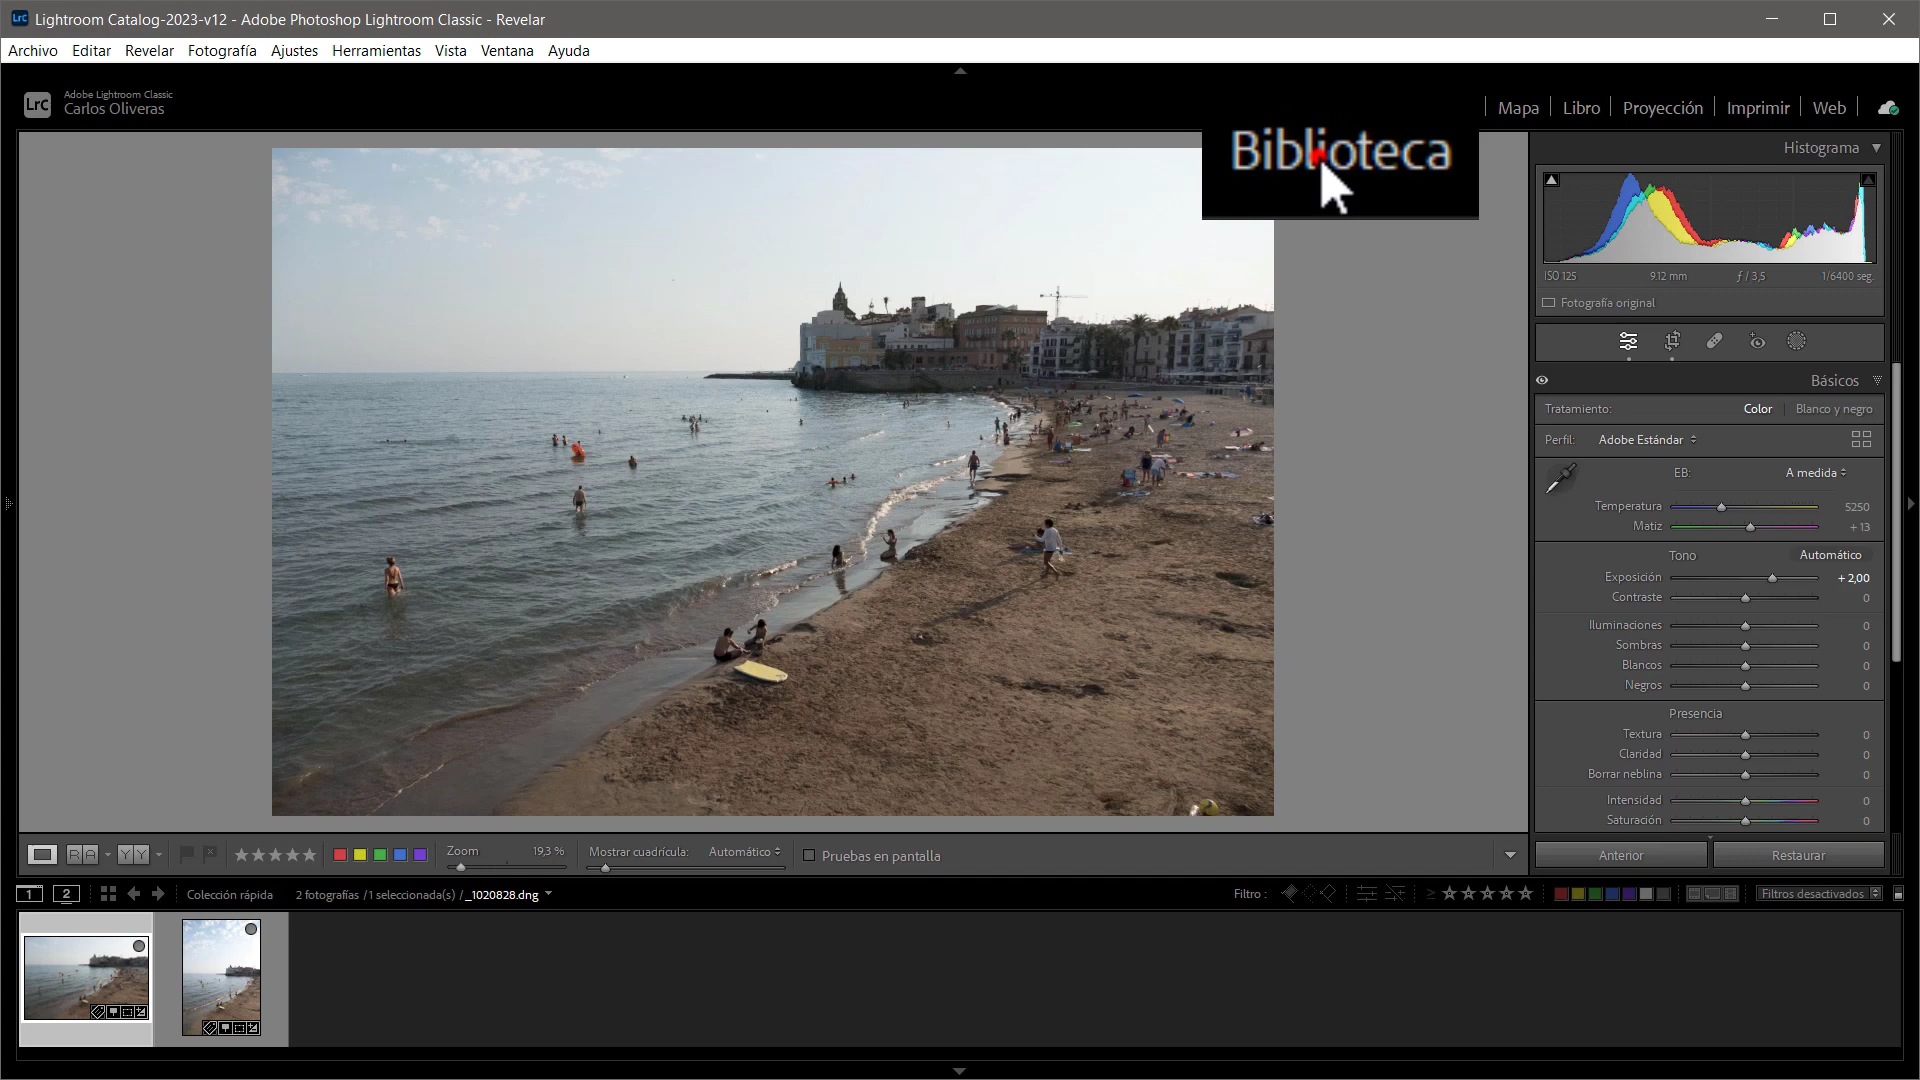 Lightroom Catalog-2023-v12 - Adobe Photoshop Lightroom Classic - Revelar
Archivo Editar Revelar Fotografía Ajustes Herramientas Vista Ventana Ayuda
LrC Adobe Lightroom Classic
Carlos Oliveras
Mapa | Libro | Proyección | Imprimir | Web
Biblioteca
Histograma
ISO 125 9.12 mm ƒ / 3,5 1/6400 seg.
Fotografía original
Básicos
Tratamiento: Color Blanco y negro
Perfil: Adobe Estándar
EB: A medida
Temperatura 5250
Matiz + 13
Tono Automático
Exposición + 2,00
Contraste 0
Iluminaciones 0
Sombras 0
Blancos 0
Negros 0
Presencia
Textura 0
Claridad 0
Borrar neblina 0
Intensidad 0
Saturación 0
R A Y Y Zoom 19,3 % Mostrar cuadrícula: Automático Pruebas en pantalla
Anterior Restaurar
1 2 Colección rápida 2 fotografías / 1 seleccionada(s) / _1020828.dng Filtro : ≥ Filtros desactivados